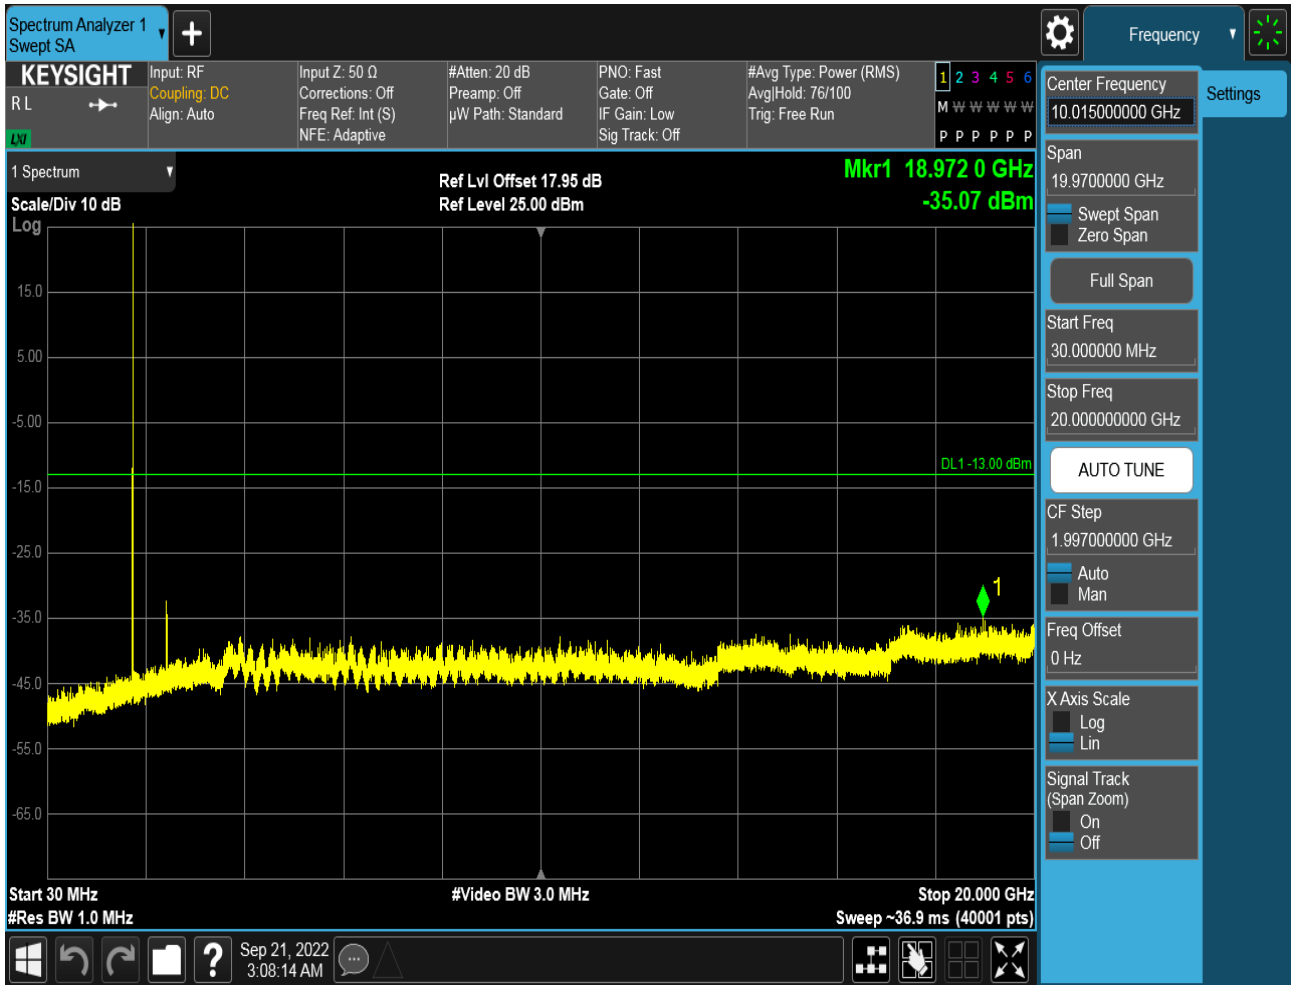 Spectrum Analyzer 1
Swept SA
Frequency
KEYSIGHT
R L
LXI
Input: RF
Coupling: DC
Align: Auto
Input Z: 50 Ω
Corrections: Off
Freq Ref: Int (S)
NFE: Adaptive
#Atten: 20 dB
Preamp: Off
µW Path: Standard
PNO: Fast
Gate: Off
IF Gain: Low
Sig Track: Off
#Avg Type: Power (RMS)
Avg|Hold: 76/100
Trig: Free Run
1 2 3 4 5 6
M W W W W W
P P P P P P
1 Spectrum
Scale/Div 10 dB
Log
Ref Lvl Offset 17.95 dB
Ref Level 25.00 dBm
Mkr1 18.972 0 GHz
-35.07 dBm
15.0
5.00
-5.00
-15.0
-25.0
-35.0
-45.0
-55.0
-65.0
DL1 -13.00 dBm
1
Start 30 MHz
#Res BW 1.0 MHz
#Video BW 3.0 MHz
Stop 20.000 GHz
Sweep ~36.9 ms (40001 pts)
Sep 21, 2022
3:08:14 AM
Center Frequency
10.015000000 GHz
Settings
Span
19.9700000 GHz
Swept Span
Zero Span
Full Span
Start Freq
30.000000 MHz
Stop Freq
20.000000000 GHz
AUTO TUNE
CF Step
1.997000000 GHz
Auto
Man
Freq Offset
0 Hz
X Axis Scale
Log
Lin
Signal Track
(Span Zoom)
On
Off